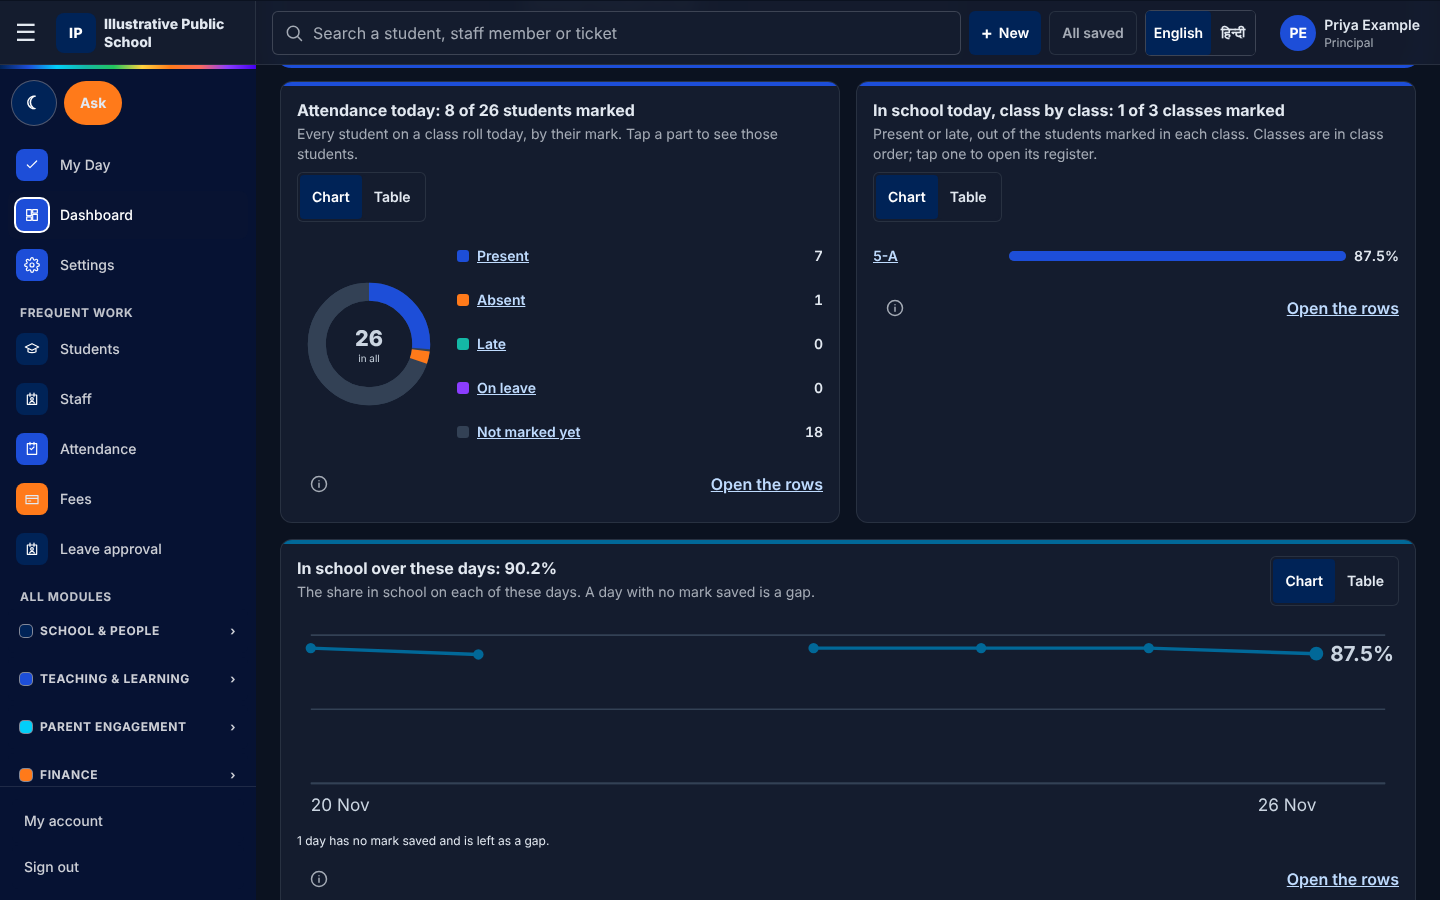 Illustrative Public
School
IP
Search a student, staff member or ticket
+ New
All saved
English
हिन्दी
PE
Priya Example
Principal
Ask
My Day
Dashboard
Settings
FREQUENT WORK
Students
Staff
Attendance
Fees
Leave approval
ALL MODULES
SCHOOL & PEOPLE
TEACHING & LEARNING
PARENT ENGAGEMENT
FINANCE
My account
Sign out
Attendance today: 8 of 26 students marked
Every student on a class roll today, by their mark. Tap a part to see those
students.
Chart
Table
26
in all
Present 7
Absent 1
Late 0
On leave 0
Not marked yet 18
Open the rows
In school today, class by class: 1 of 3 classes marked
Present or late, out of the students marked in each class. Classes are in class
order; tap one to open its register.
Chart
Table
5-A 87.5%
Open the rows
In school over these days: 90.2%
The share in school on each of these days. A day with no mark saved is a gap.
Chart
Table
87.5%
20 Nov
26 Nov
1 day has no mark saved and is left as a gap.
Open the rows